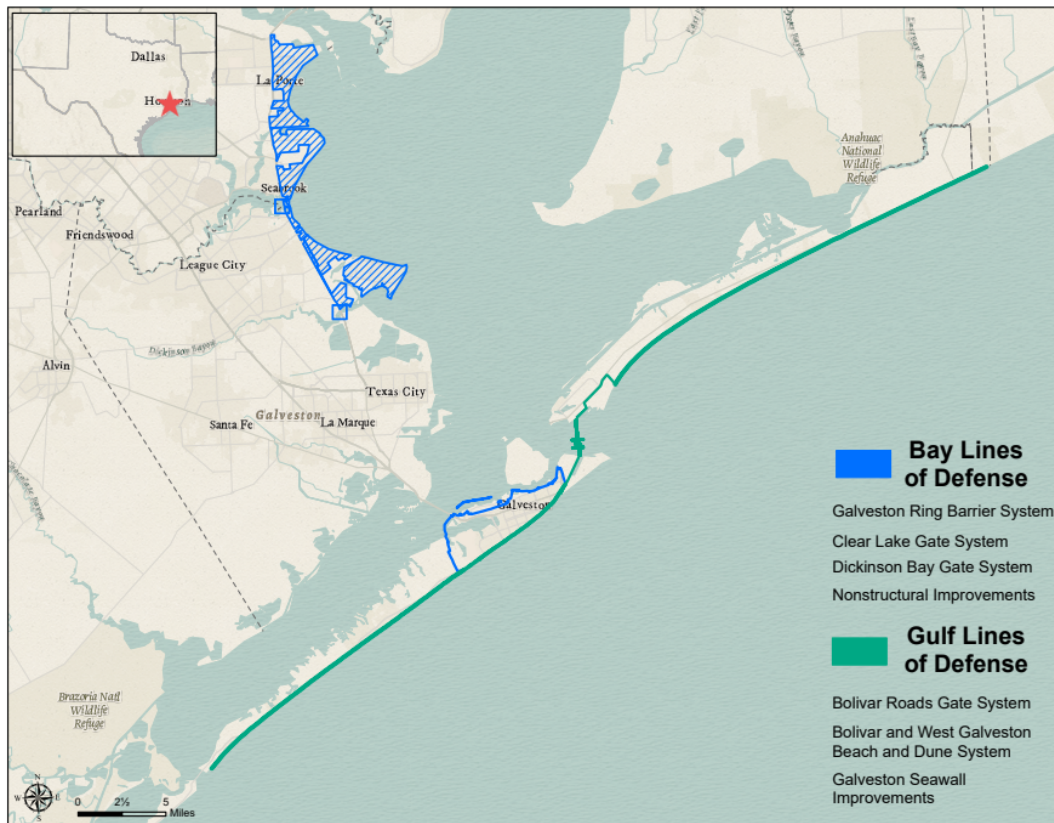 Dallas
Houston
La Porte
Seabrook
Pearland
Friendswood
League City
Anahuac
National
Wildlife
Refuge
Dickinson Bayou
Alvin
Texas City
Galveston
Santa Fe
La Marque
Chocolate Bayou
Galveston
Brazoria Natl
Wildlife
Refuge
N
W
E
S
0 2½ 5
Miles
Bay Lines
of Defense
Galveston Ring Barrier System
Clear Lake Gate System
Dickinson Bay Gate System
Nonstructural Improvements
Gulf Lines
of Defense
Bolivar Roads Gate System
Bolivar and West Galveston
Beach and Dune System
Galveston Seawall
Improvements